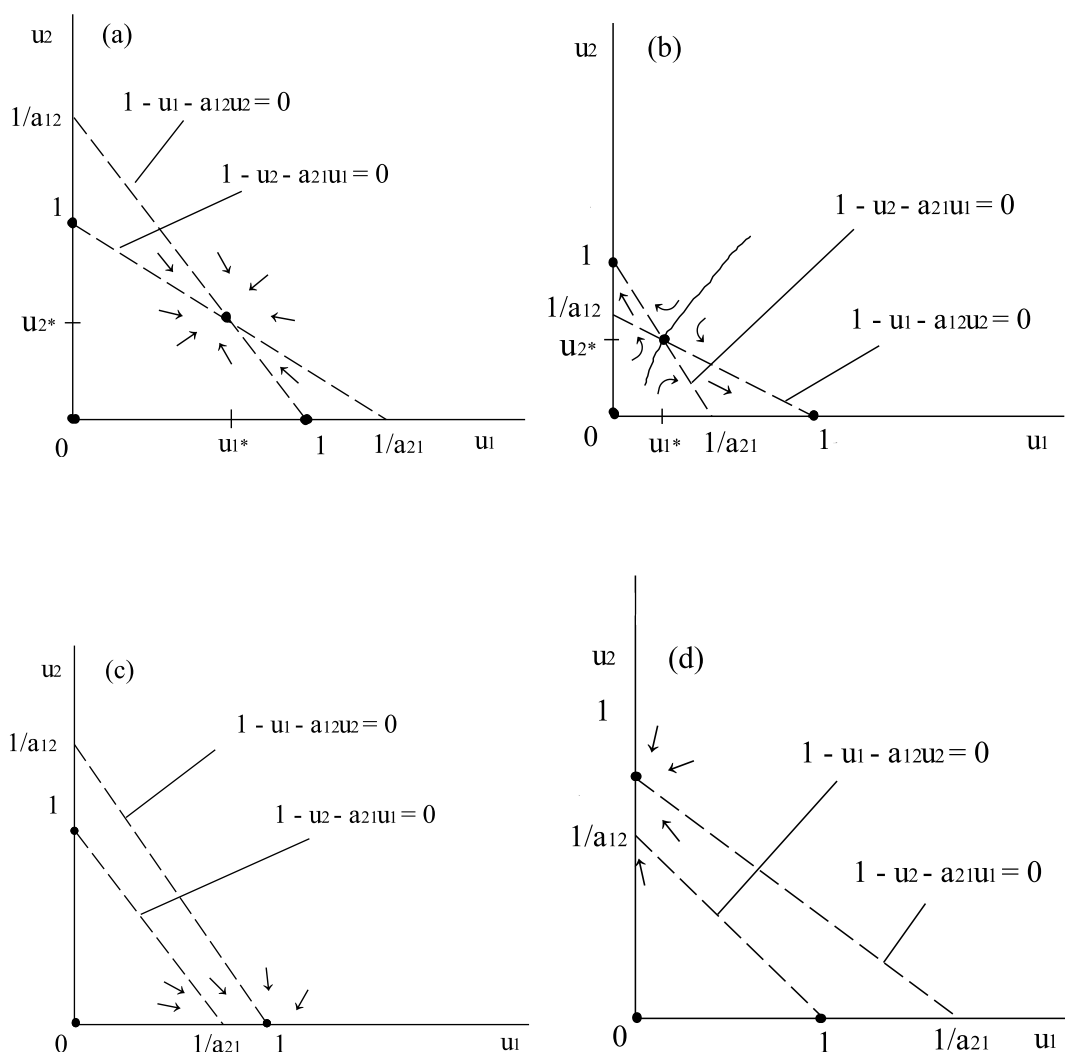 u2
(a)
1 - u1 - a12u2 = 0
1/a12
1 - u2 - a21u1 = 0
1
u2*
0
u1*
1
1/a21
u1
u2
(b)
1 - u2 - a21u1 = 0
1
1/a12
1 - u1 - a12u2 = 0
u2*
0
u1*
1/a21
1
u1
u2
(c)
1 - u1 - a12u2 = 0
1/a12
1
1 - u2 - a21u1 = 0
0
1/a21
1
u1
u2
(d)
1
1 - u1 - a12u2 = 0
1/a12
1 - u2 - a21u1 = 0
0
1
1/a21
u1